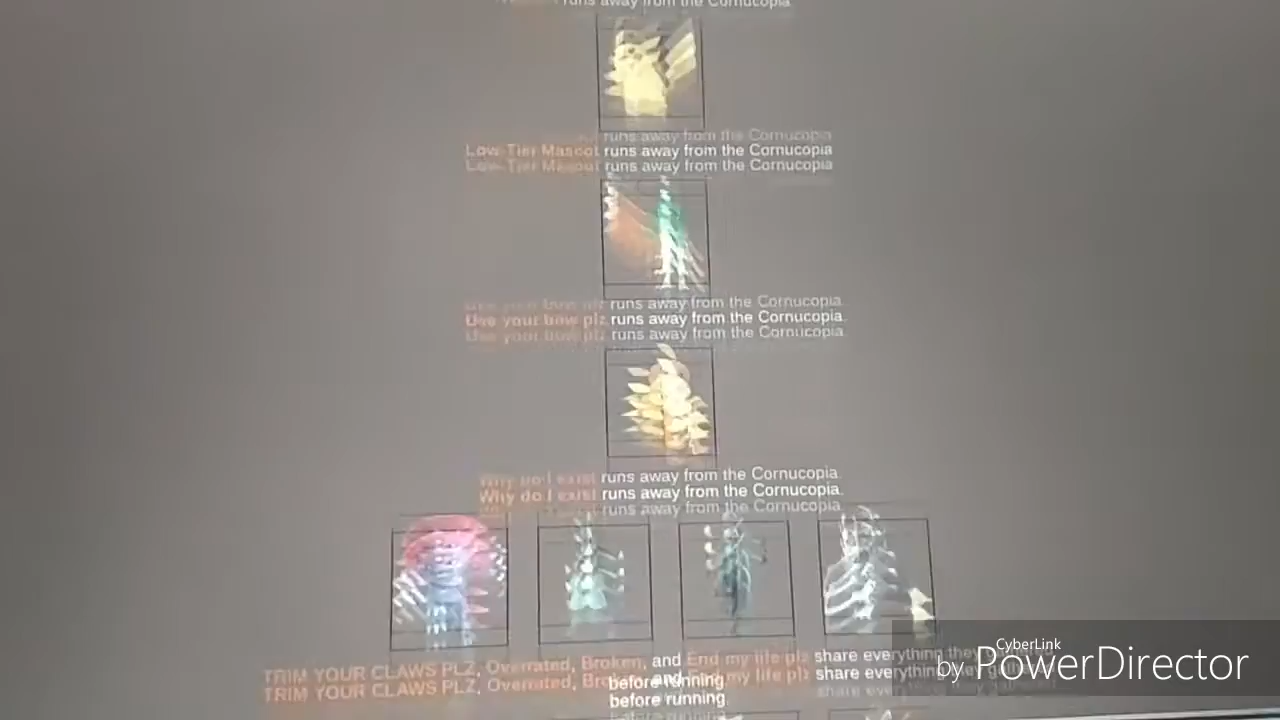 runs away from the Cornucopia
Low-Tier Mascot runs away from the Cornucopia
Use your bow plz runs away from the Cornucopia.
Why do I exist runs away from the Cornucopia.
TRIM YOUR CLAWS PLZ, Overrated, Broken, and End my life plz share everything they
before running.
CyberLink
by PowerDirector